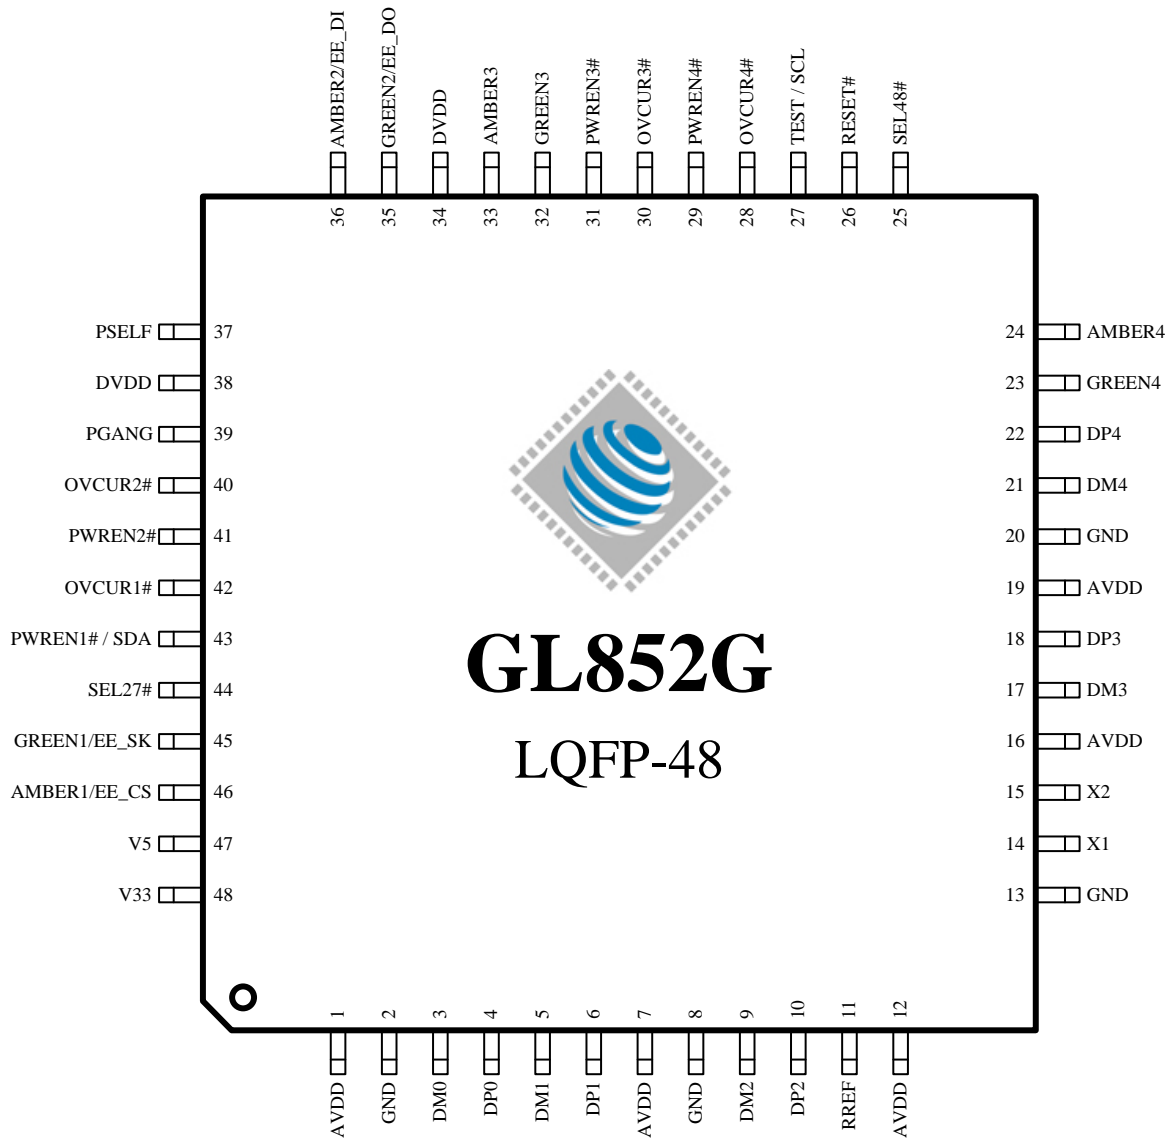 AMBER2/EE_DI
GREEN2/EE_DO
DVDD
AMBER3
GREEN3
PWREN3#
OVCUR3#
PWREN4#
OVCUR4#
TEST / SCL
RESET#
SEL48#
36
35
34
33
32
31
30
29
28
27
26
25
PSELF 37
DVDD 38
PGANG 39
OVCUR2# 40
PWREN2# 41
OVCUR1# 42
PWREN1# / SDA 43
SEL27# 44
GREEN1/EE_SK 45
AMBER1/EE_CS 46
V5 47
V33 48
GL852G
LQFP-48
24 AMBER4
23 GREEN4
22 DP4
21 DM4
20 GND
19 AVDD
18 DP3
17 DM3
16 AVDD
15 X2
14 X1
13 GND
1
2
3
4
5
6
7
8
9
10
11
12
AVDD
GND
DM0
DP0
DM1
DP1
AVDD
GND
DM2
DP2
RREF
AVDD